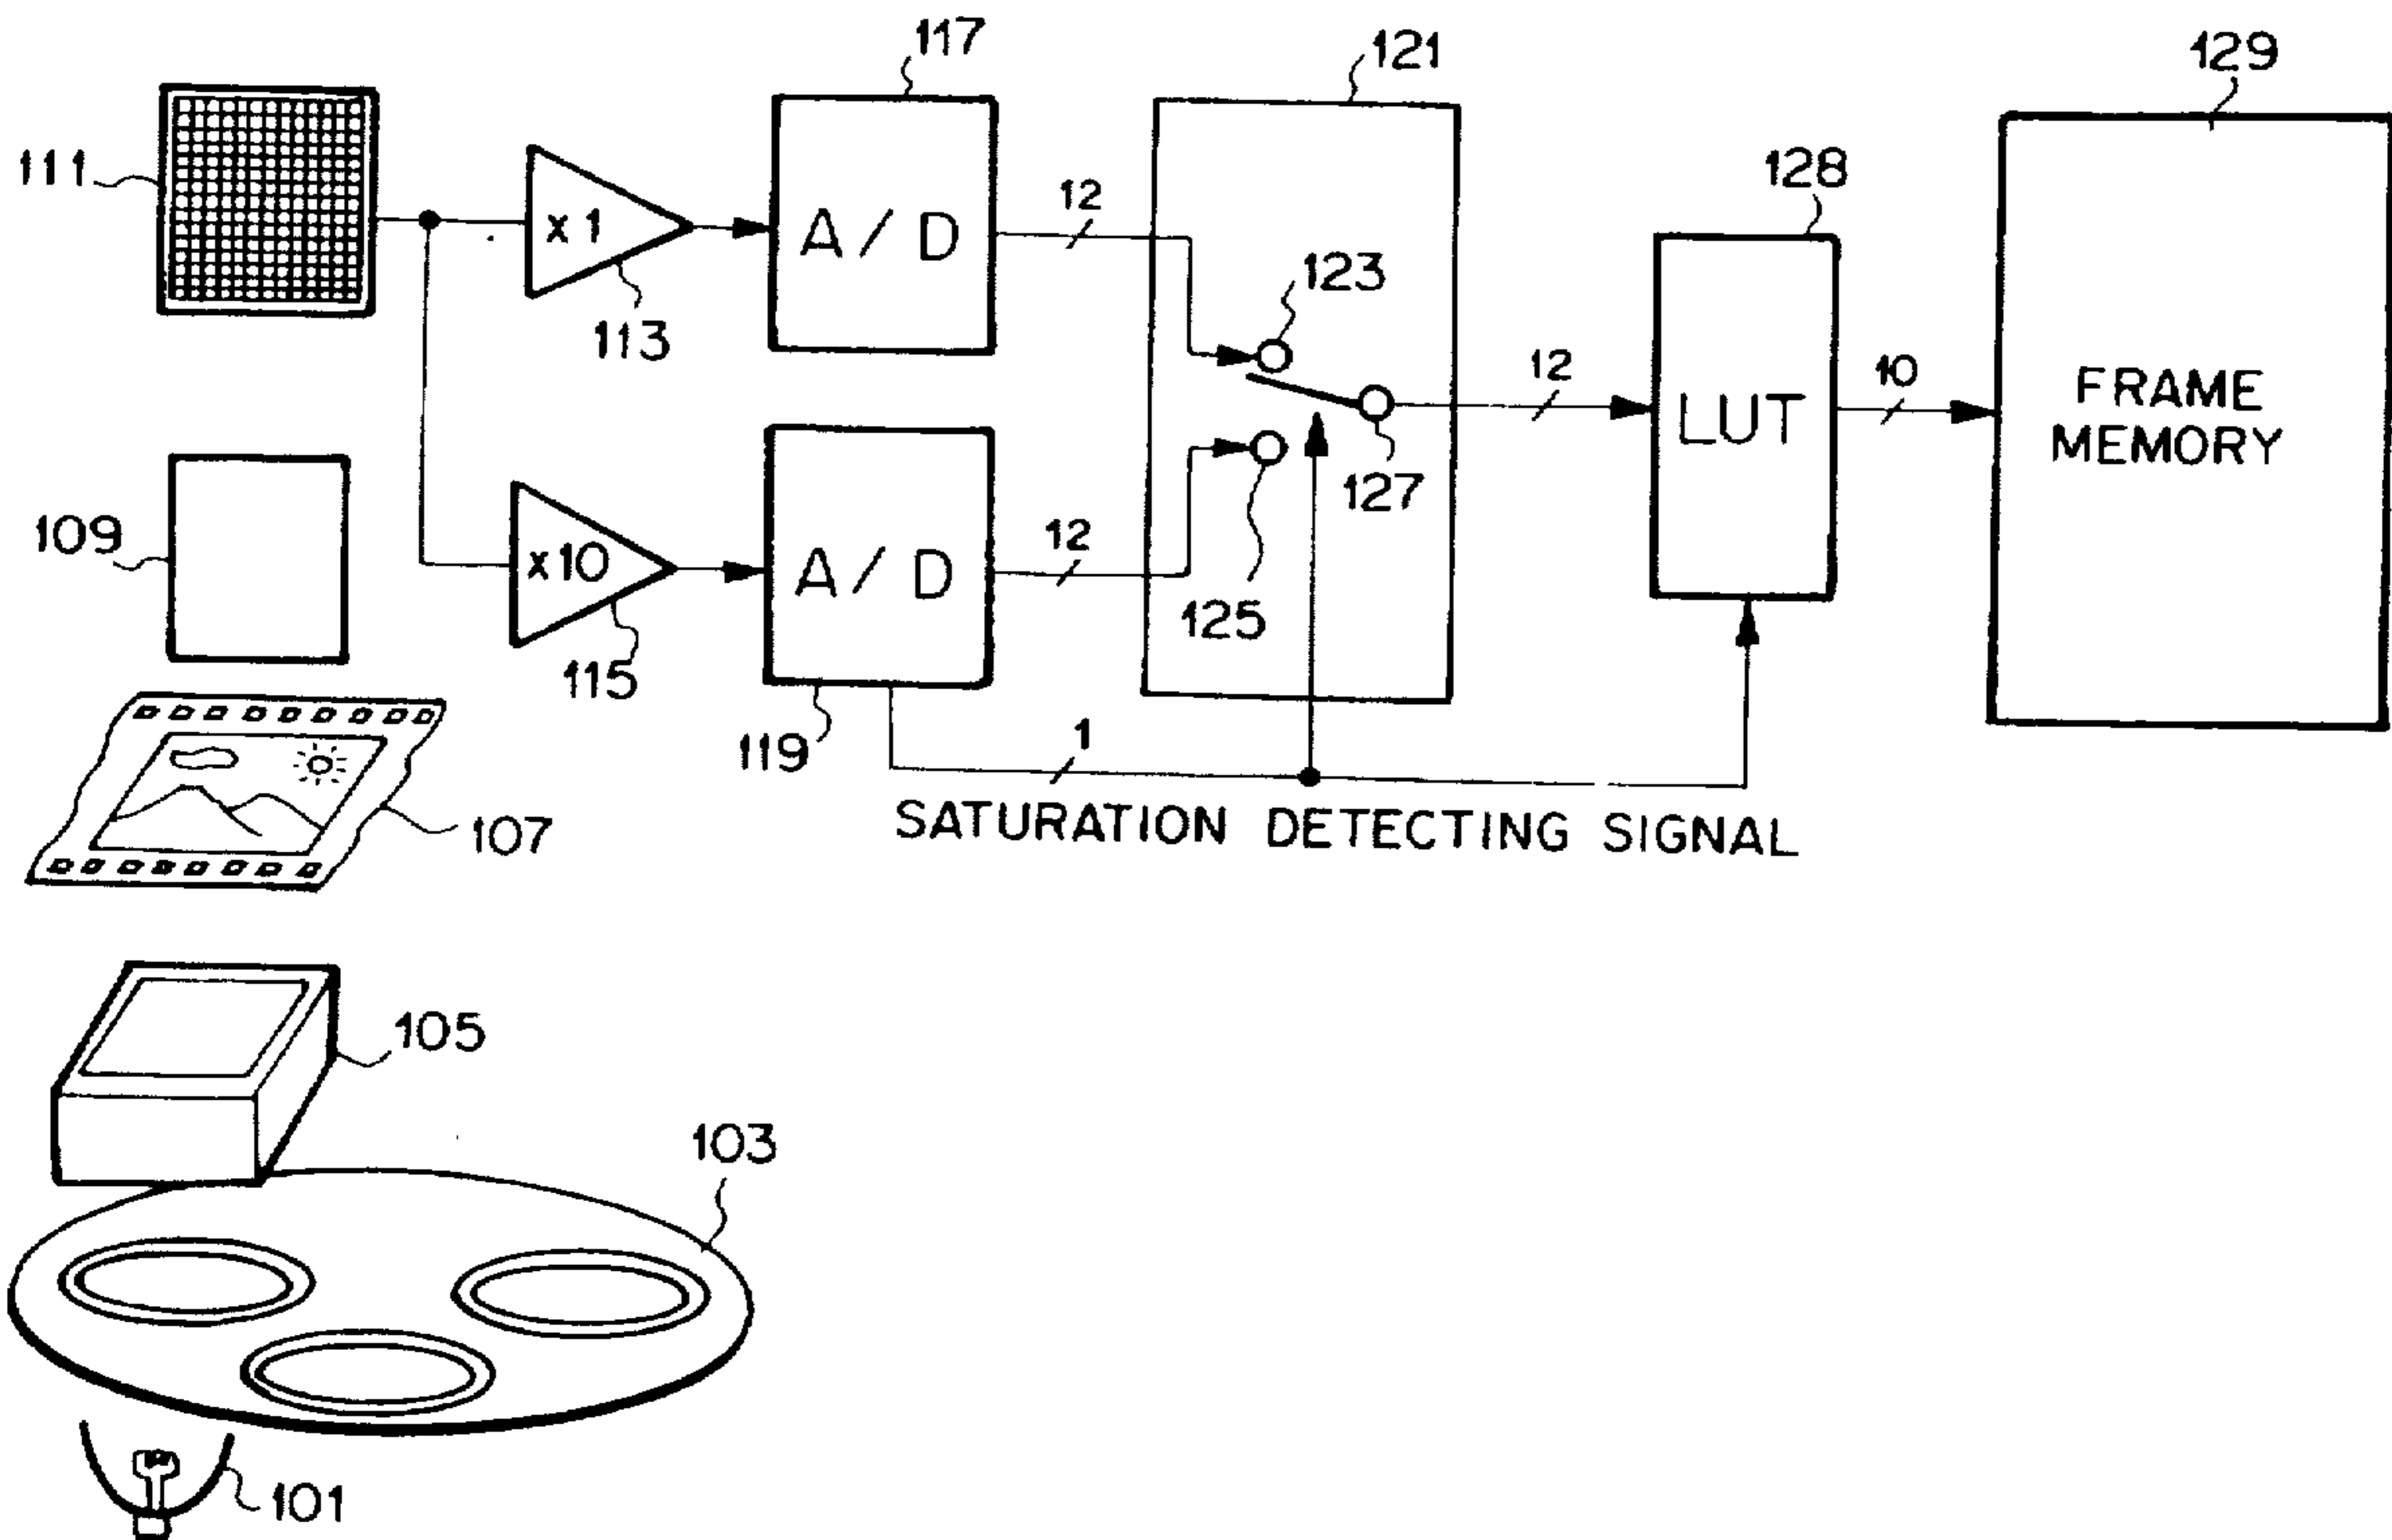 117
121
129
111
x1
A / D
12
128
123
113
12
10
LUT
FRAME
MEMORY
127
109
x10
A / D
12
125
115
119
1
SATURATION DETECTING SIGNAL
107
105
103
101